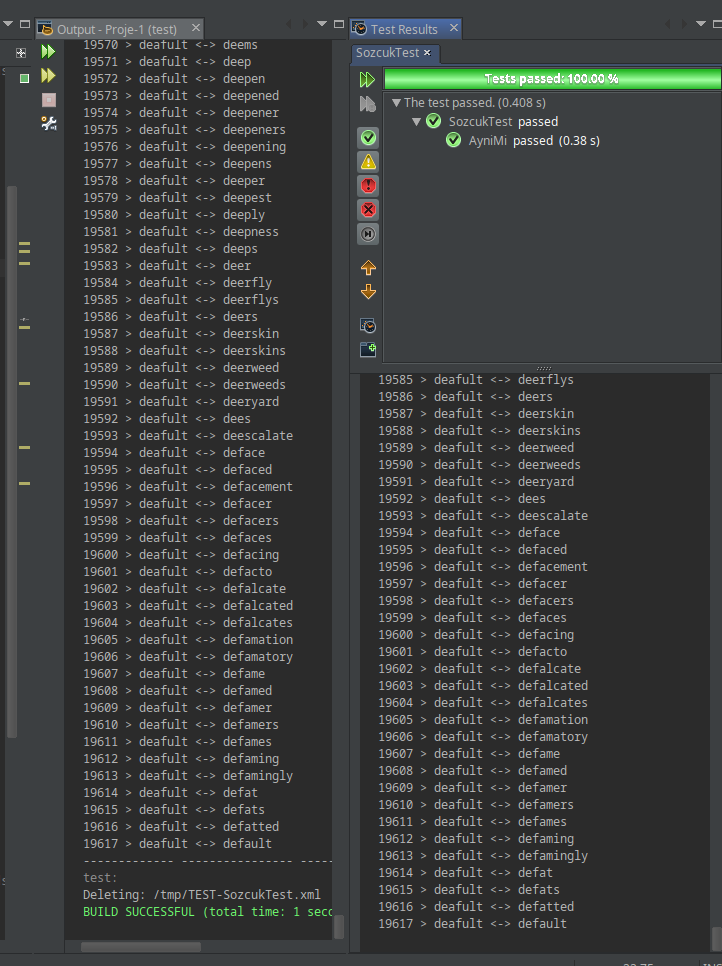 Output - Proje-1 (test)
19570 > deafult <-> deems
19571 > deafult <-> deep
19572 > deafult <-> deepen
19573 > deafult <-> deepened
19574 > deafult <-> deepener
19575 > deafult <-> deepeners
19576 > deafult <-> deepening
19577 > deafult <-> deepens
19578 > deafult <-> deeper
19579 > deafult <-> deepest
19580 > deafult <-> deeply
19581 > deafult <-> deepness
19582 > deafult <-> deeps
19583 > deafult <-> deer
19584 > deafult <-> deerfly
19585 > deafult <-> deerflys
19586 > deafult <-> deers
19587 > deafult <-> deerskin
19588 > deafult <-> deerskins
19589 > deafult <-> deerweed
19590 > deafult <-> deerweeds
19591 > deafult <-> deeryard
19592 > deafult <-> dees
19593 > deafult <-> deescalate
19594 > deafult <-> deface
19595 > deafult <-> defaced
19596 > deafult <-> defacement
19597 > deafult <-> defacer
19598 > deafult <-> defacers
19599 > deafult <-> defaces
19600 > deafult <-> defacing
19601 > deafult <-> defacto
19602 > deafult <-> defalcate
19603 > deafult <-> defalcated
19604 > deafult <-> defalcates
19605 > deafult <-> defamation
19606 > deafult <-> defamatory
19607 > deafult <-> defame
19608 > deafult <-> defamed
19609 > deafult <-> defamer
19610 > deafult <-> defamers
19611 > deafult <-> defames
19612 > deafult <-> defaming
19613 > deafult <-> defamingly
19614 > deafult <-> defat
19615 > deafult <-> defats
19616 > deafult <-> defatted
19617 > deafult <-> default
------------- ---------------- -----
test:
Deleting: /tmp/TEST-SozcukTest.xml
BUILD SUCCESSFUL (total time: 1 seco
Test Results
SozcukTest
Tests passed: 100.00 %
The test passed. (0.408 s)
SozcukTest passed
AyniMi passed (0.38 s)
19585 > deafult <-> deerflys
19586 > deafult <-> deers
19587 > deafult <-> deerskin
19588 > deafult <-> deerskins
19589 > deafult <-> deerweed
19590 > deafult <-> deerweeds
19591 > deafult <-> deeryard
19592 > deafult <-> dees
19593 > deafult <-> deescalate
19594 > deafult <-> deface
19595 > deafult <-> defaced
19596 > deafult <-> defacement
19597 > deafult <-> defacer
19598 > deafult <-> defacers
19599 > deafult <-> defaces
19600 > deafult <-> defacing
19601 > deafult <-> defacto
19602 > deafult <-> defalcate
19603 > deafult <-> defalcated
19604 > deafult <-> defalcates
19605 > deafult <-> defamation
19606 > deafult <-> defamatory
19607 > deafult <-> defame
19608 > deafult <-> defamed
19609 > deafult <-> defamer
19610 > deafult <-> defamers
19611 > deafult <-> defames
19612 > deafult <-> defaming
19613 > deafult <-> defamingly
19614 > deafult <-> defat
19615 > deafult <-> defats
19616 > deafult <-> defatted
19617 > deafult <-> default